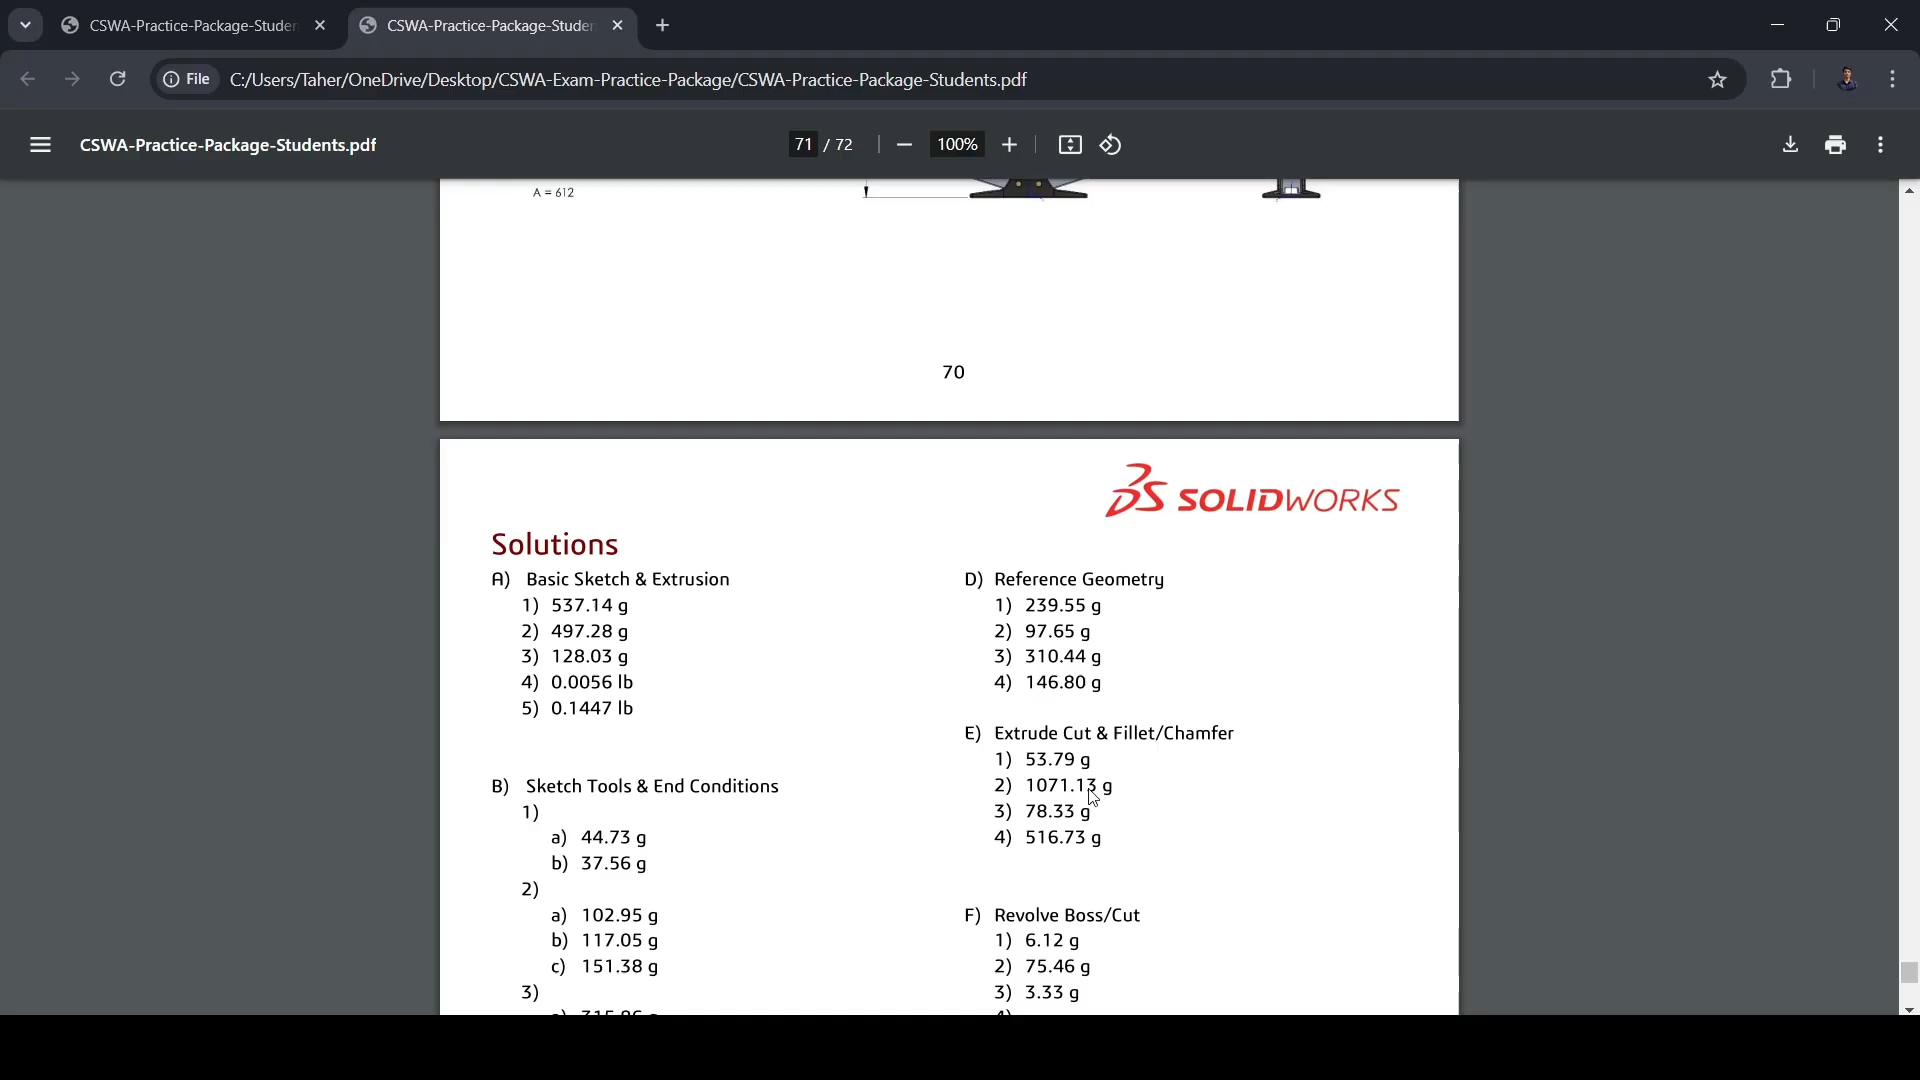 CSWA-Practice-Package-Studen
CSWA-Practice-Package-Studen
File
C:/Users/Taher/OneDrive/Desktop/CSWA-Exam-Practice-Package/CSWA-Practice-Package-Students.pdf
CSWA-Practice-Package-Students.pdf
71 / 72
100%
A = 612
70
SOLIDWORKS
Solutions
A) Basic Sketch & Extrusion
1) 537.14 g
2) 497.28 g
3) 128.03 g
4) 0.0056 lb
5) 0.1447 lb
B) Sketch Tools & End Conditions
1)
a) 44.73 g
b) 37.56 g
2)
a) 102.95 g
b) 117.05 g
c) 151.38 g
3)
D) Reference Geometry
1) 239.55 g
2) 97.65 g
3) 310.44 g
4) 146.80 g
E) Extrude Cut & Fillet/Chamfer
1) 53.79 g
2) 1071.13 g
3) 78.33 g
4) 516.73 g
F) Revolve Boss/Cut
1) 6.12 g
2) 75.46 g
3) 3.33 g